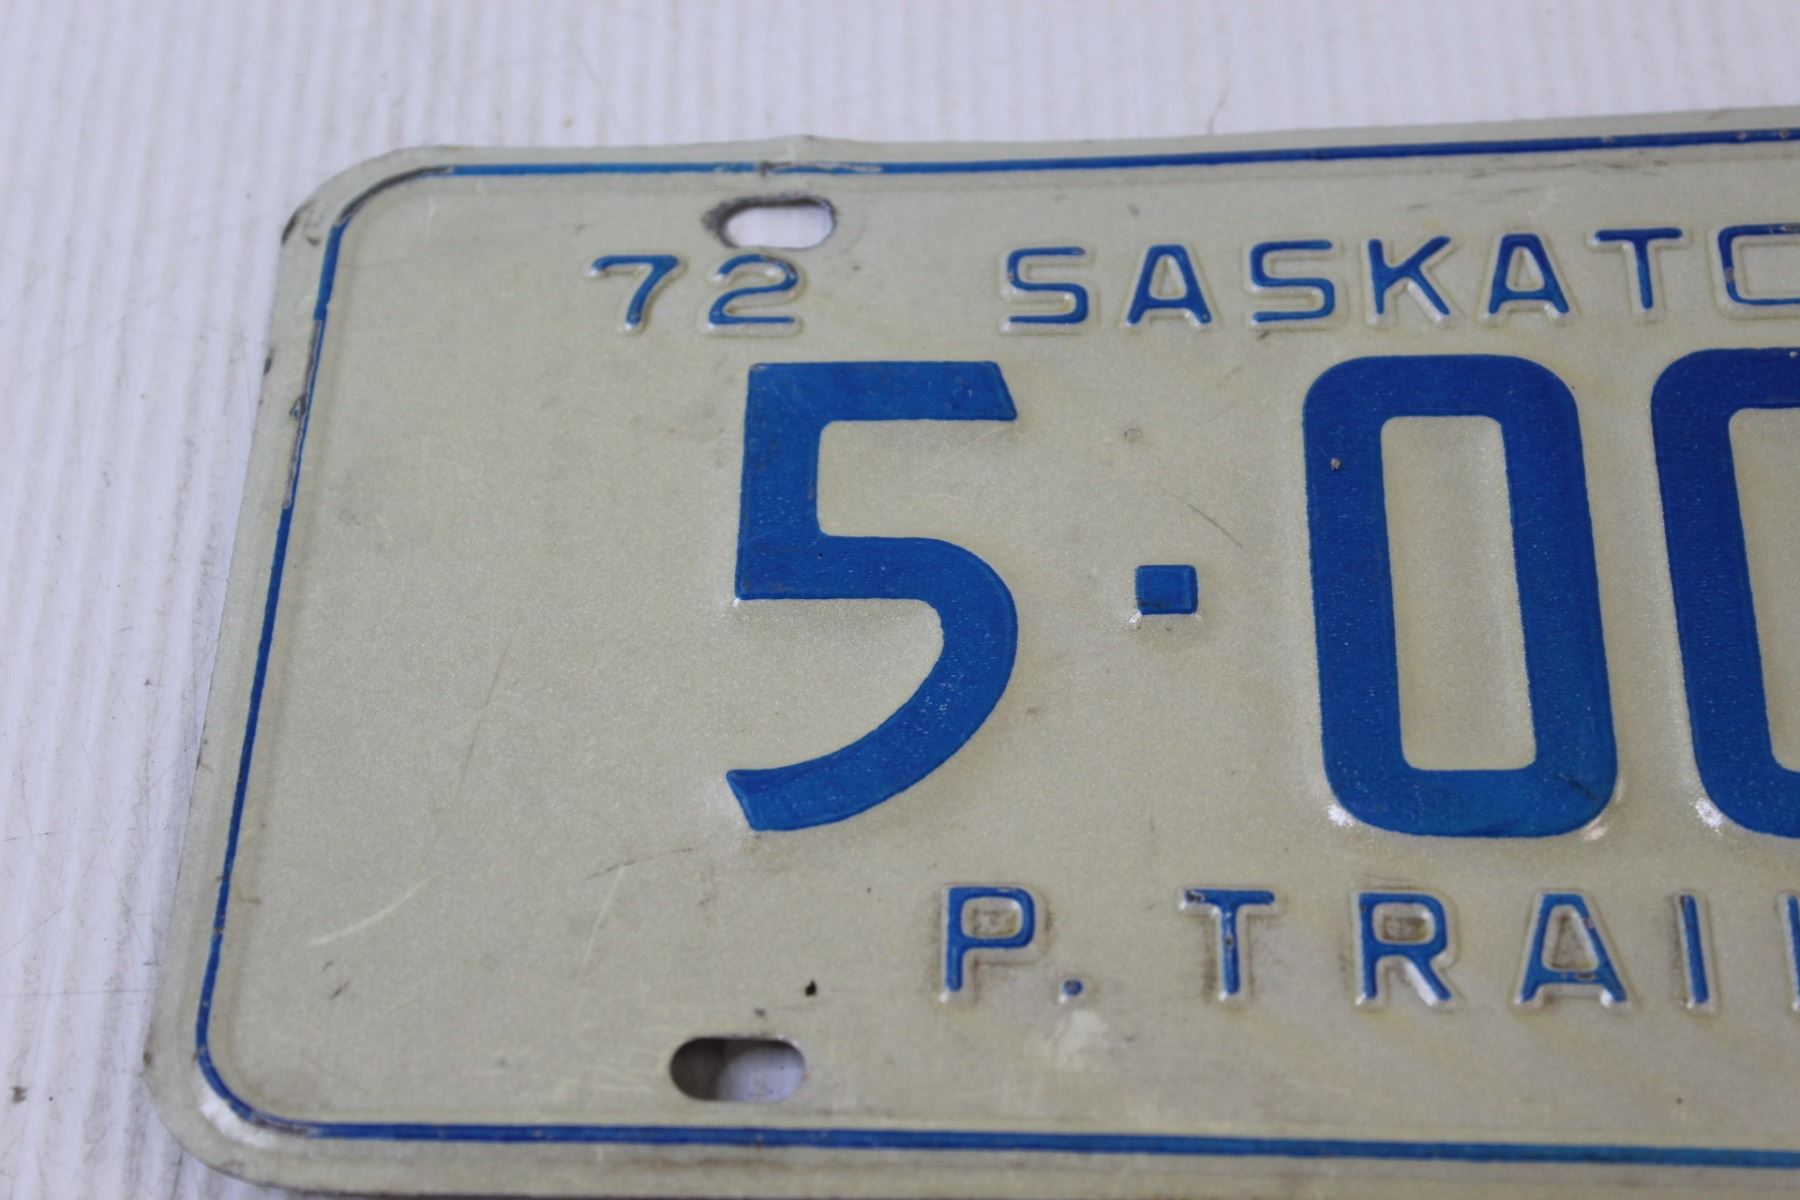 72 SASKATC
5·00
P. TRAIL